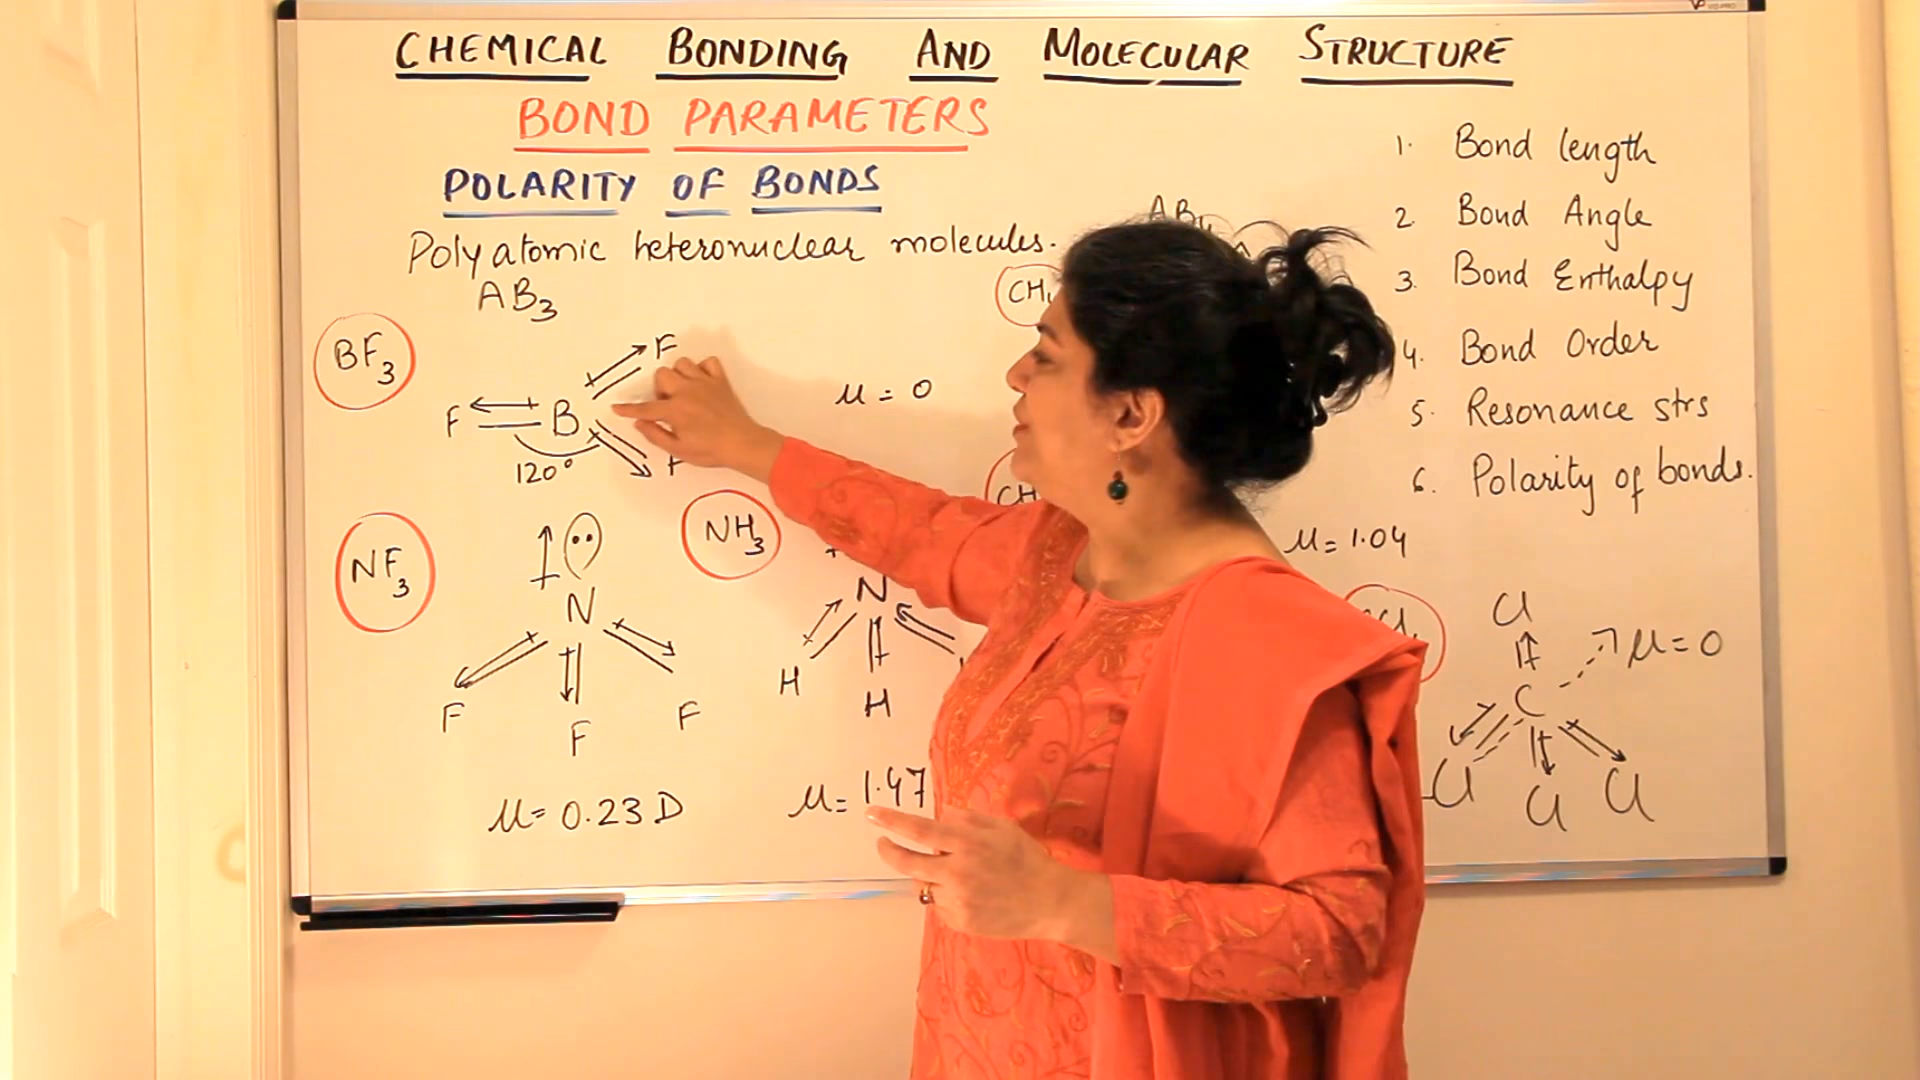 CHEMICAL BONDING AND MOLECULAR STRUCTURE
BOND PARAMETERS
POLARITY OF BONDS
Polyatomic heteronuclear molecules.
AB3
BF3
F
F B
F
120°
μ = 0
NF3
N
F
F
F
μ = 0.23 D
NH3
N
H
H
μ = 1.47
1. Bond length
2. Bond Angle
3. Bond Enthalpy
4. Bond Order
5. Resonance strs
6. Polarity of bonds.
μ = 1.04
Cl
C
μ = 0
Cl
Cl
Cl